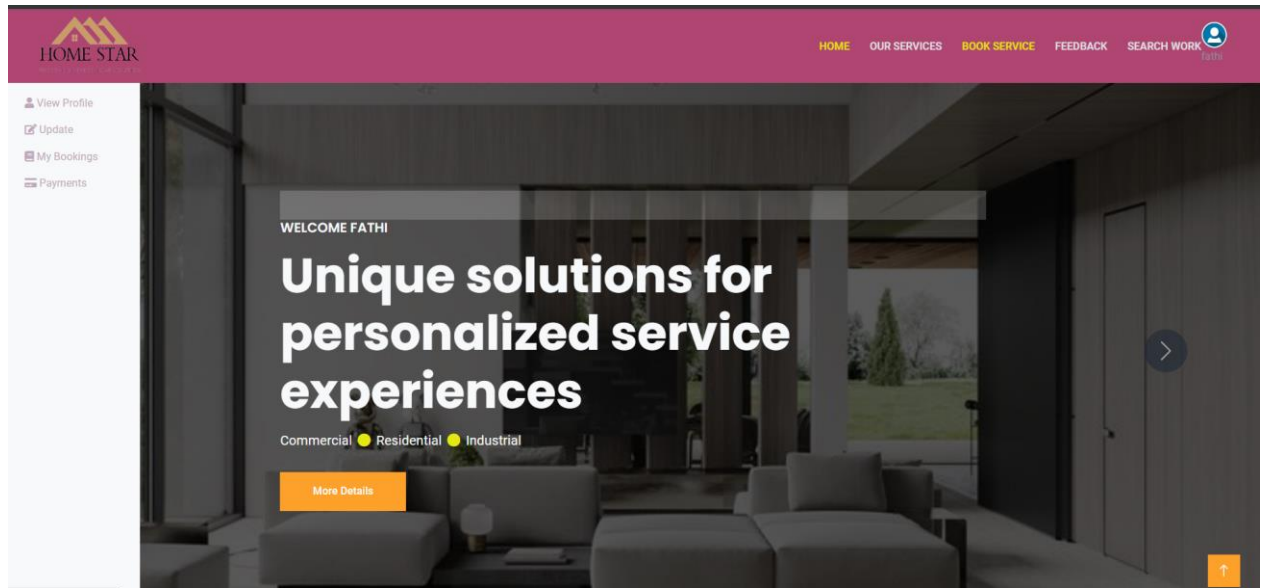 HOME STAR
HOME
OUR SERVICES
BOOK SERVICE
FEEDBACK
SEARCH WORK
fathi
View Profile
Update
My Bookings
Payments
WELCOME FATHI
Unique solutions for
personalized service
experiences
Commercial Residential Industrial
More Details